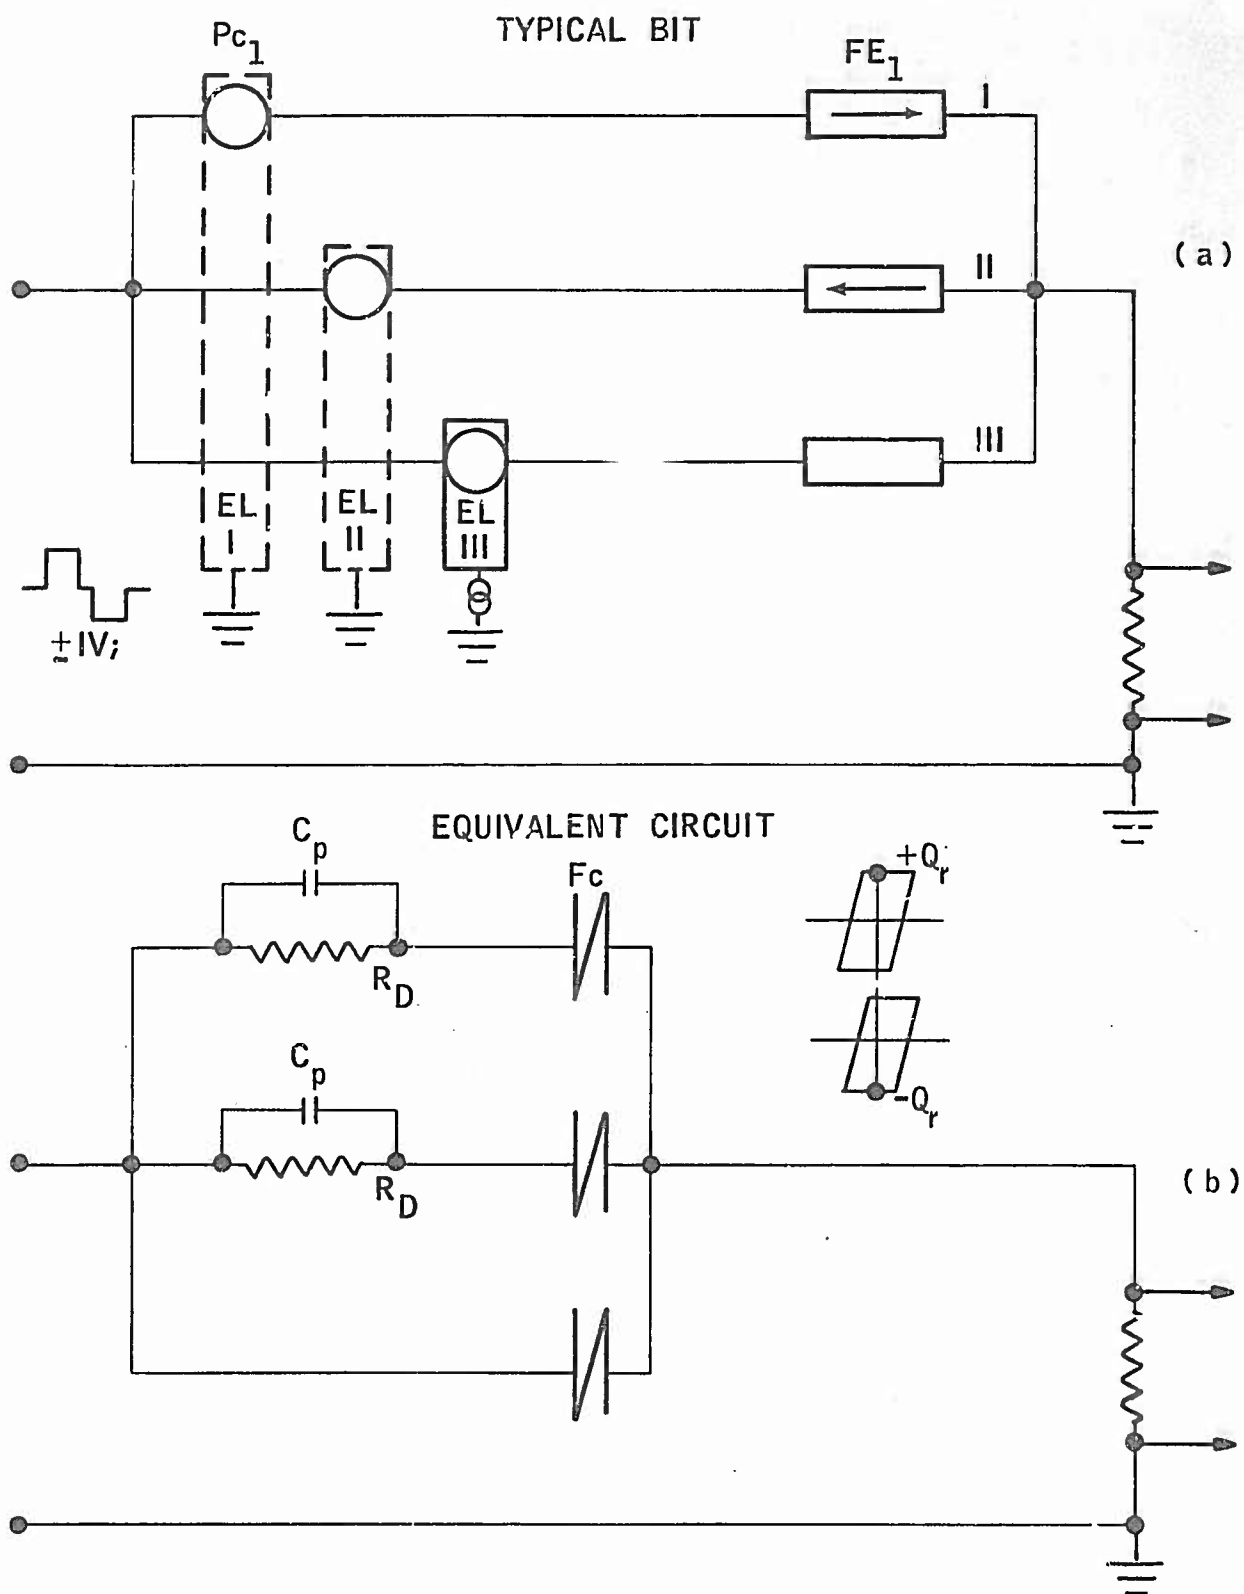 TYPICAL BIT
Pc1
FE1
I
(a)
II
III
EL
I
EL
II
EL
III
±1V;
EQUIVALENT CIRCUIT
Cp
Fc
+Qr
RD
Cp
-Qr
RD
(b)